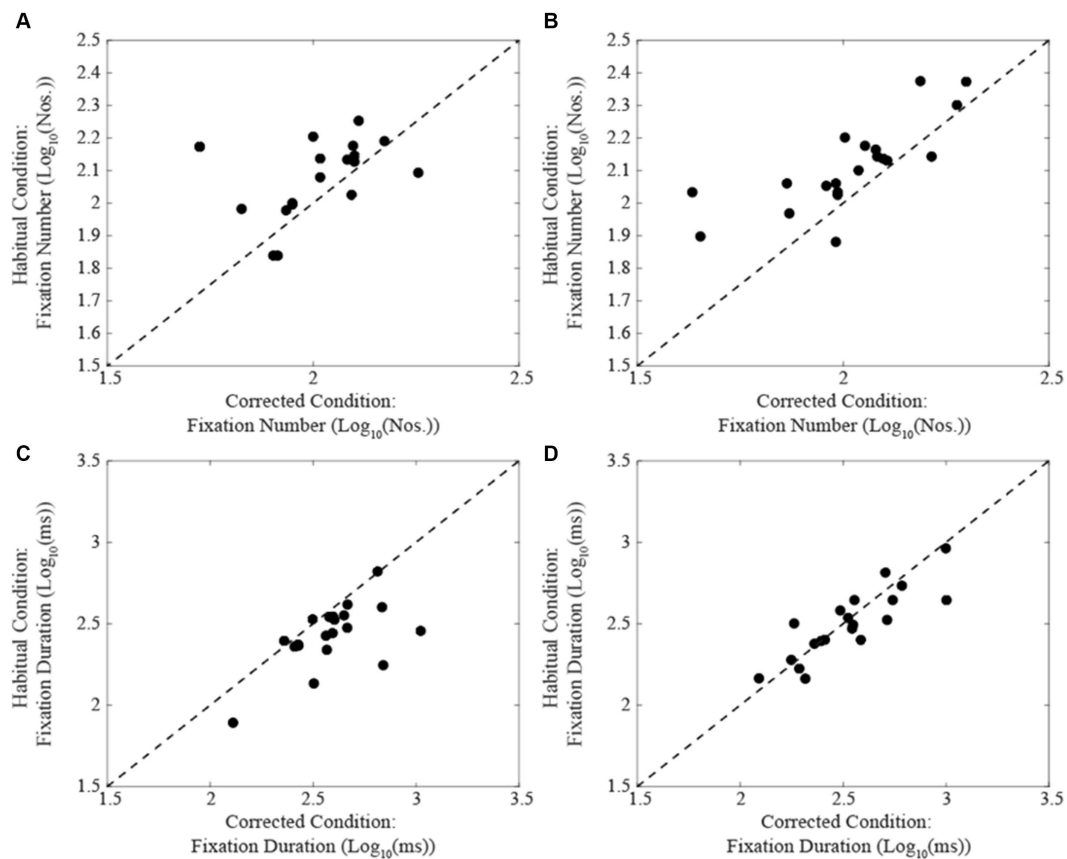 A
Habitual Condition:
Fixation Number (Log10(Nos.))
2.5
2.4
2.3
2.2
2.1
2
1.9
1.8
1.7
1.6
1.5
1.5 2 2.5
Corrected Condition:
Fixation Number (Log10(Nos.))
B
Habitual Condition:
Fixation Number (Log10(Nos.))
2.5
2.4
2.3
2.2
2.1
2
1.9
1.8
1.7
1.6
1.5
1.5 2 2.5
Corrected Condition:
Fixation Number (Log10(Nos.))
C
Habitual Condition:
Fixation Duration (Log10(ms))
3.5
3
2.5
2
1.5
1.5 2 2.5 3 3.5
Corrected Condition:
Fixation Duration (Log10(ms))
D
Habitual Condition:
Fixation Duration (Log10(ms))
3.5
3
2.5
2
1.5
1.5 2 2.5 3 3.5
Corrected Condition:
Fixation Duration (Log10(ms))